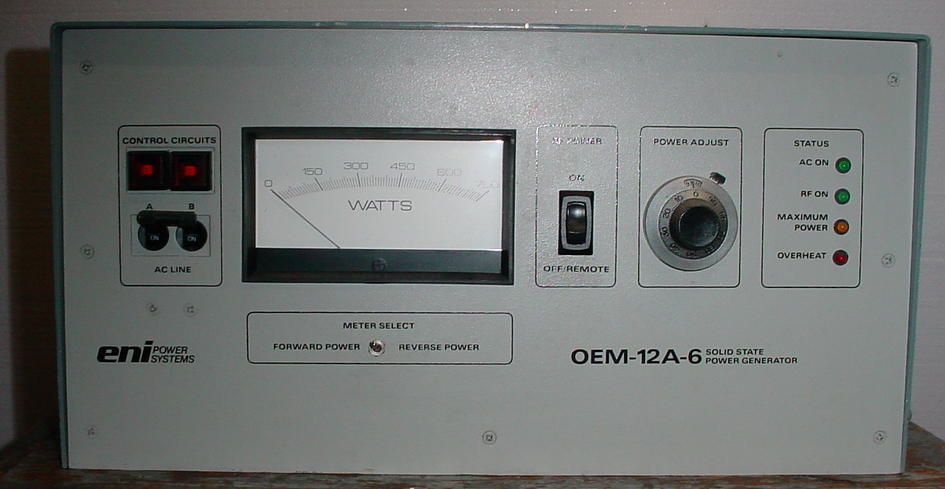 CONTROL CIRCUITS
A B
ON ON
AC LINE
0 150 300 450 600
WATTS
METER SELECT
FORWARD POWER REVERSE POWER
RF POWER
ON
OFF/REMOTE
POWER ADJUST
STATUS
AC ON
RF ON
MAXIMUM
POWER
OVERHEAT
eni POWER
SYSTEMS
OEM-12A-6 SOLID STATE
POWER GENERATOR